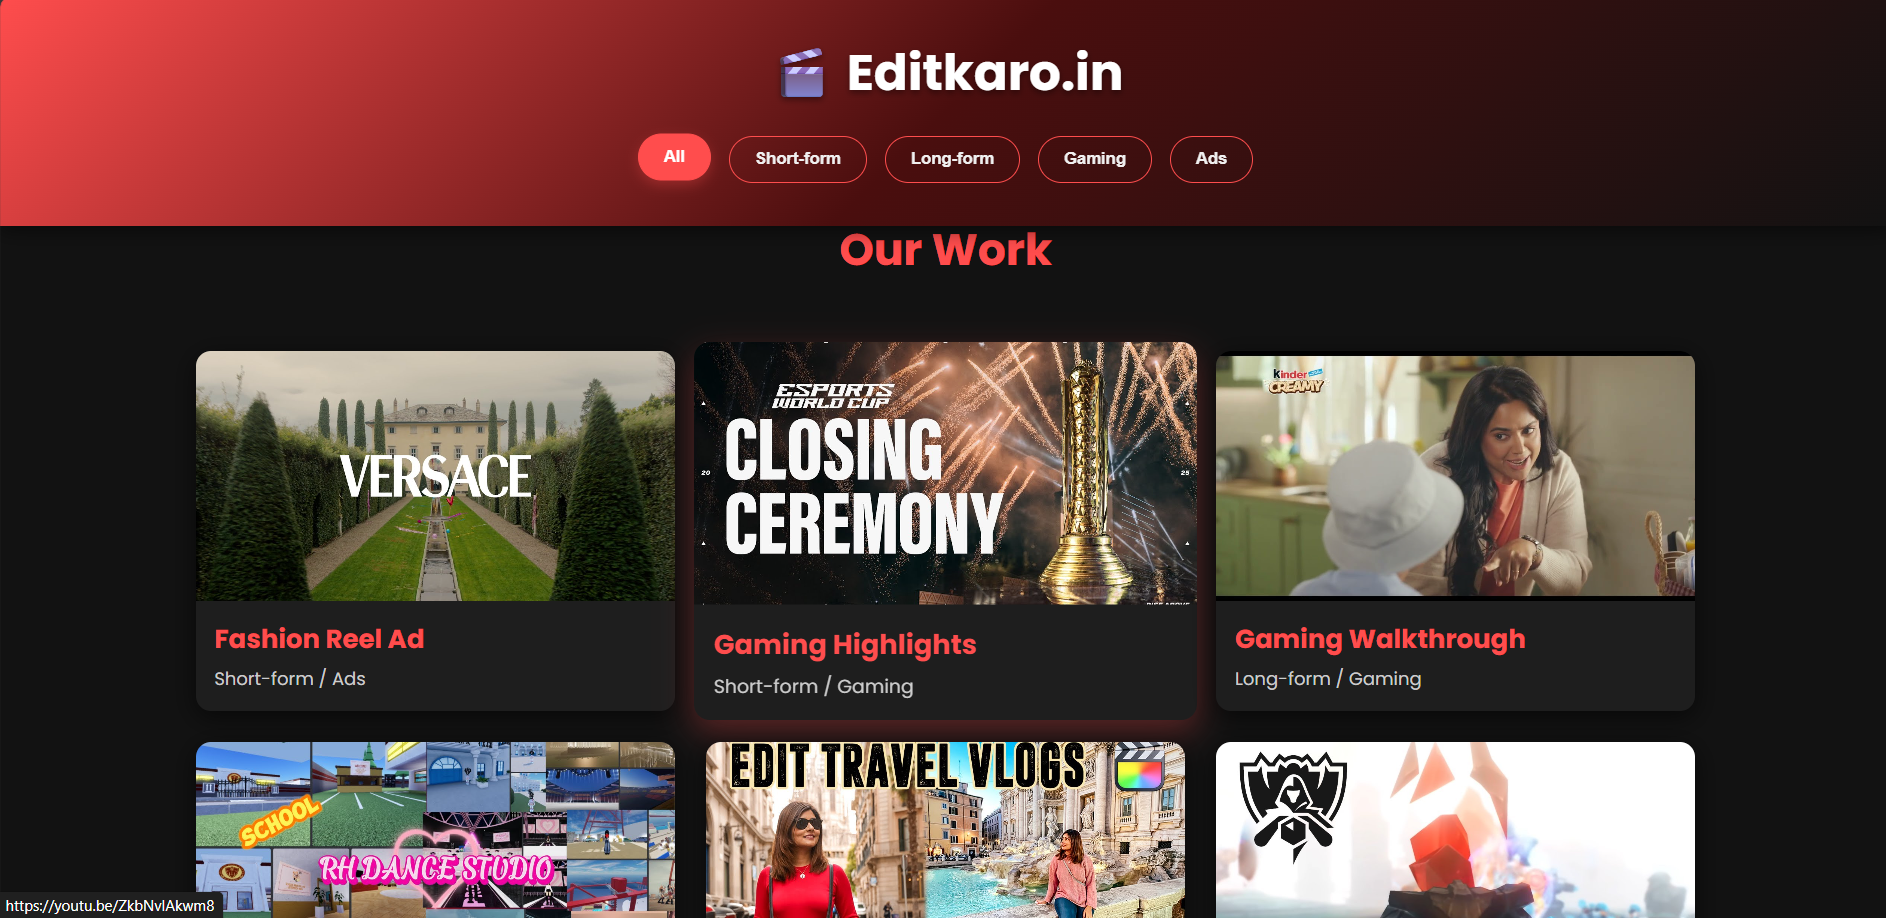 Editkaro.in
All
Short-form
Long-form
Gaming
Ads
Our Work
VERSACE
ESPORTS
WORLD CUP
CLOSING
CEREMONY
20
25
kinder
CREAMY
Fashion Reel Ad
Short-form / Ads
Gaming Highlights
Short-form / Gaming
Gaming Walkthrough
Long-form / Gaming
SCHOOL
RH DANCE STUDIO
EDIT TRAVEL VLOGS
https://youtu.be/ZkbNvlAkwm8